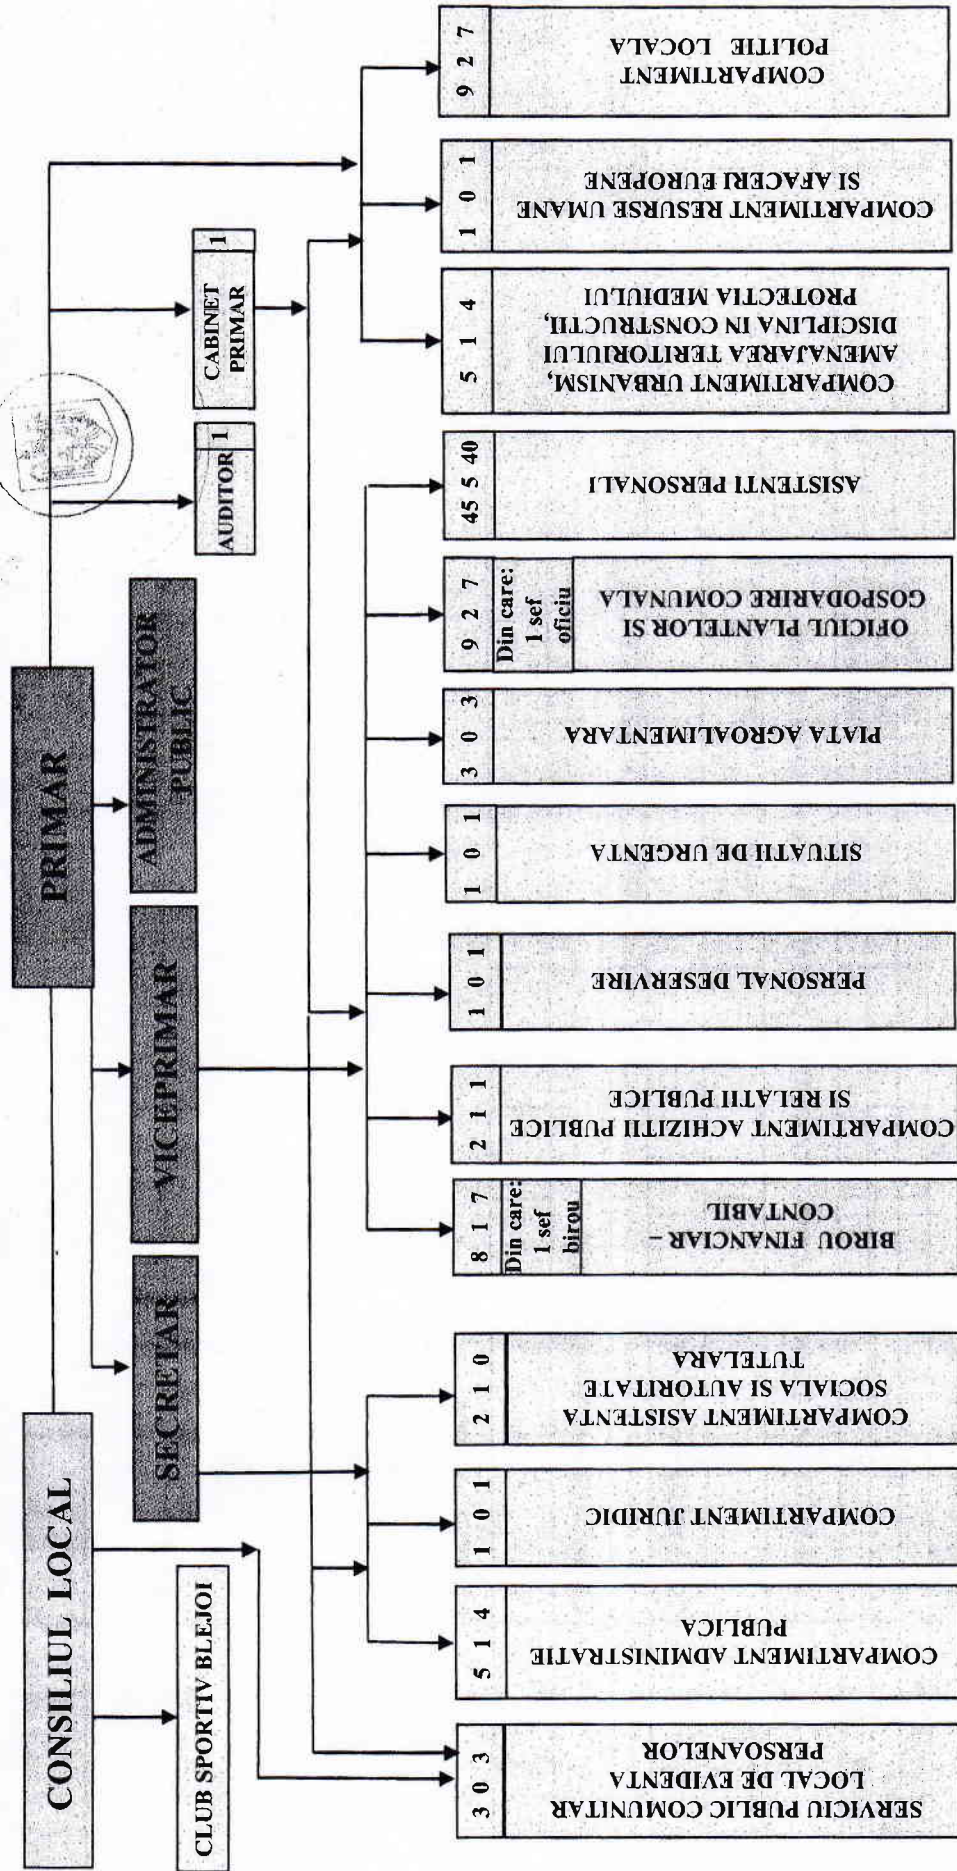 CONSILIUL LOCAL
PRIMAR
CLUB SPORTIV BLEJOI
SECRETAR
VICEPRIMAR
ADMINISTRATOR
PUBLIC
AUDITOR 1
CABINET
PRIMAR
1
3 0 3
SERVICIU PUBLIC COMUNITAR
LOCAL DE EVIDENTA
PERSOANELOR
5 1 4
COMPARTIMENT ADMINISTRATIE
PUBLICA
1 0 1
COMPARTIMENT JURIDIC
2 1 0
COMPARTIMENT ASISTENTA
SOCIALA SI AUTORITATE
TUTELARA
8 1 7
Din care:
1 sef
birou
BIROU FINANCIAR –
CONTABIL
2 1 1
COMPARTIMENT ACHIZITII PUBLICE
SI RELATII PUBLICE
1 0 1
PERSONAL DESERVIRE
1 0 1
SITUATII DE URGENTA
3 0 3
PIATA AGROALIMENTARA
9 2 7
Din care:
1 sef
oficiu
OFICIUL PLANTELOR SI
GOSPODARIRE COMUNALA
45 5 40
ASISTENTI PERSONALI
5 1 4
COMPARTIMENT URBANISM,
AMENAJAREA TERITORIULUI
DISCIPLINA IN CONSTRUCTII,
PROTECTIA MEDIULUI
1 0 1
COMPARTIMENT RESURSE UMANE
SI AFACERI EUROPENE
9 2 7
COMPARTIMENT
POLITIE LOCALA